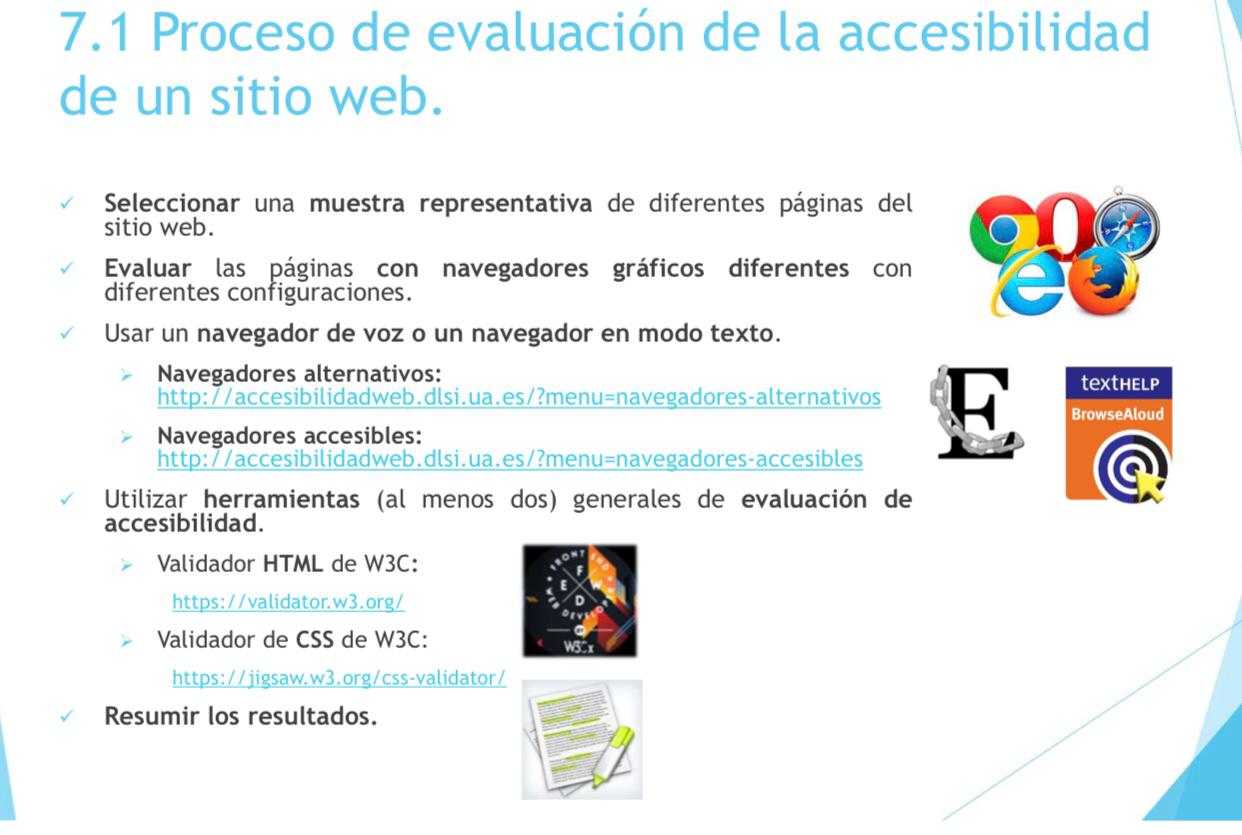 7.1 Proceso de evaluación de la accesibilidad
de un sitio web.
Seleccionar una muestra representativa de diferentes páginas del
sitio web.
Evaluar las páginas con navegadores gráficos diferentes con
diferentes configuraciones.
Usar un navegador de voz o un navegador en modo texto.
Navegadores alternativos:
http://accesibilidadweb.dlsi.ua.es/?menu=navegadores-alternativos
Navegadores accesibles:
http://accesibilidadweb.dlsi.ua.es/?menu=navegadores-accesibles
E
textHELP
BrowseAloud
Utilizar herramientas (al menos dos) generales de evaluación de
accesibilidad.
Validador HTML de W3C:
https://validator.w3.org/
Validador de CSS de W3C:
https://jigsaw.w3.org/css-validator/
FRONT END
F E W D
WEB DEVELOPER
BY
W3Cx
Resumir los resultados.